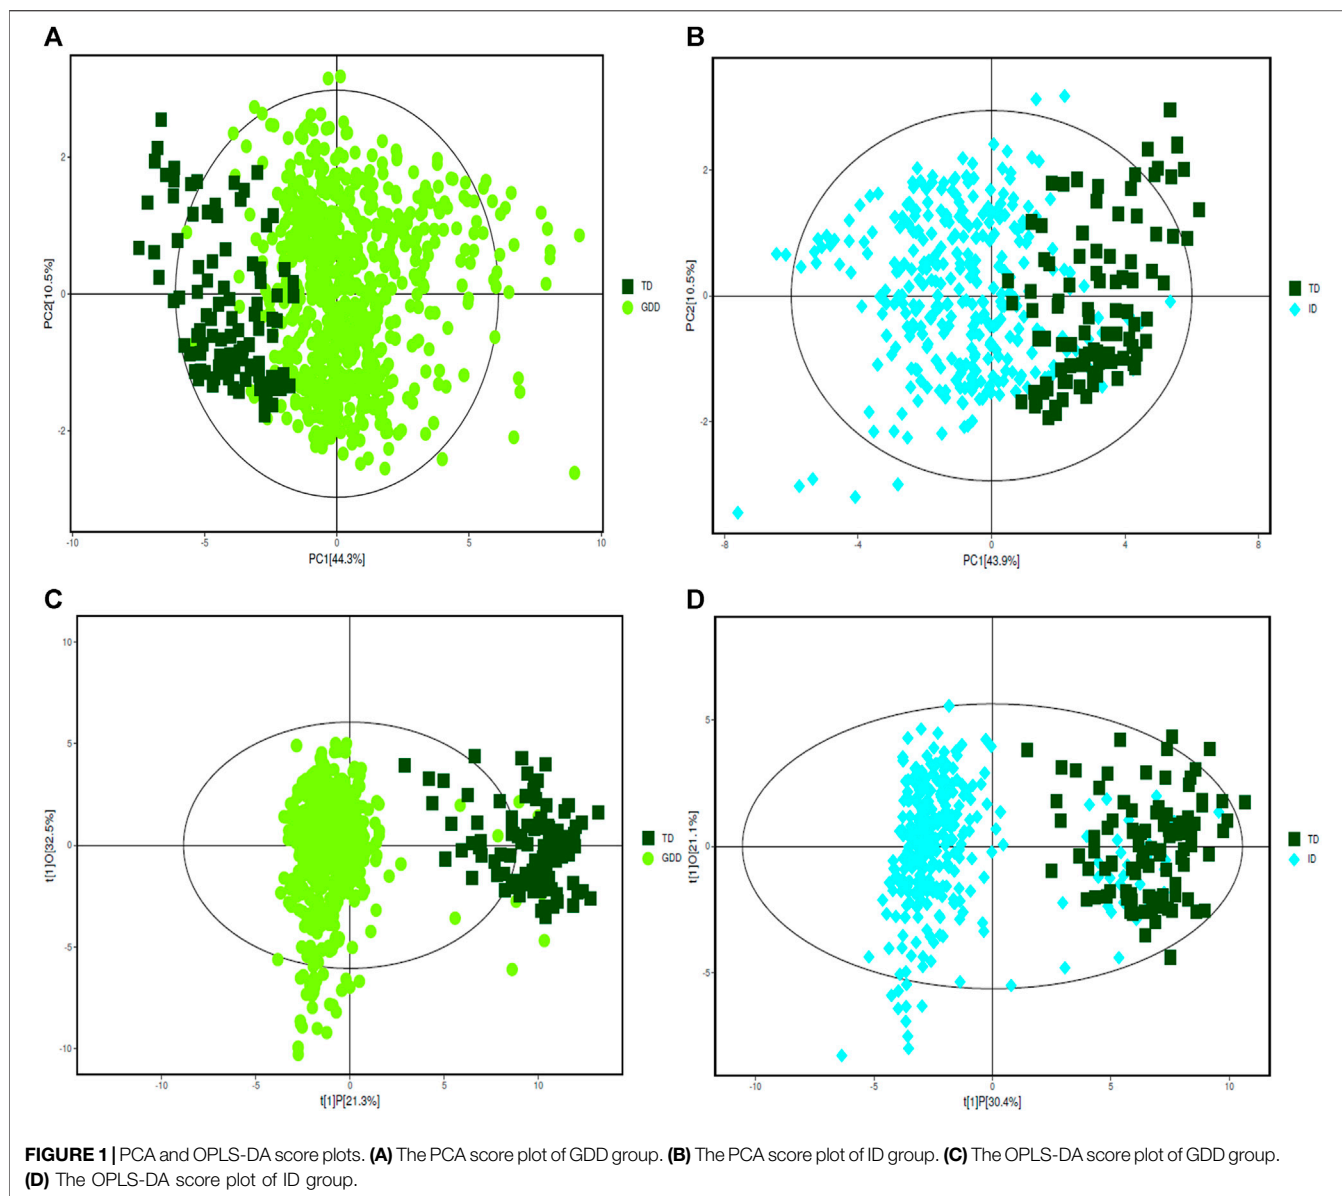 A
2
0
-2
PC2[10.5%]
-10
-5
0
5
10
PC1[44.3%]
TD
GDD
B
2
0
-2
PC2[10.5%]
-8
-4
0
4
8
PC1[43.9%]
TD
ID
C
10
5
0
-5
-10
t[1]O[32.5%]
-10
-5
0
5
10
t[1]P[21.3%]
TD
GDD
D
5
0
-5
t[1]O[21.1%]
-10
-5
0
5
10
t[1]P[30.4%]
TD
ID
FIGURE 1 | PCA and OPLS-DA score plots. (A) The PCA score plot of GDD group. (B) The PCA score plot of ID group. (C) The OPLS-DA score plot of GDD group.
(D) The OPLS-DA score plot of ID group.